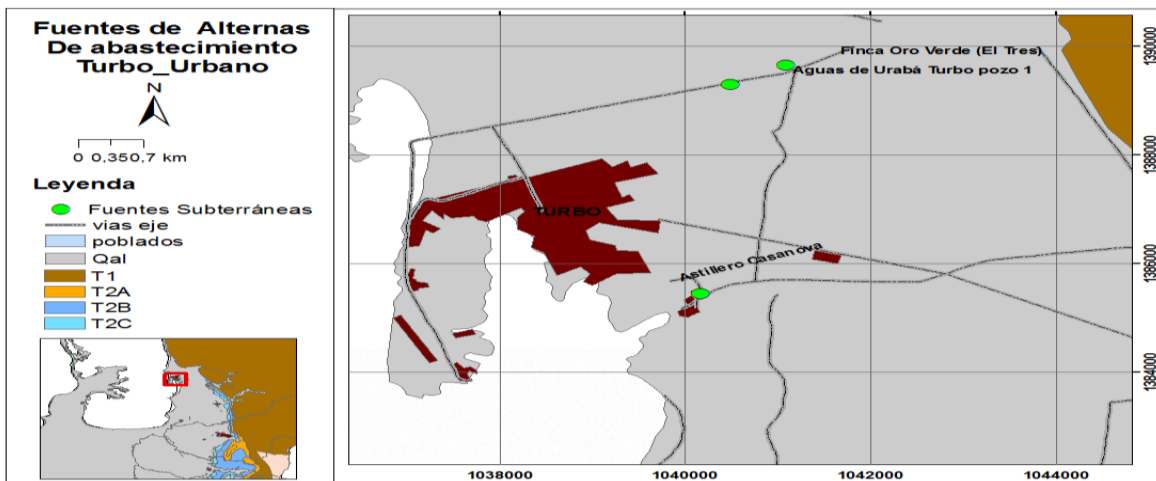 Fuentes de Alternas
De abastecimiento
Turbo_Urbano
N
0 0,350,7 km
Leyenda
Fuentes Subterráneas
vias eje
poblados
Qal
T1
T2A
T2B
T2C
Finca Oro Verde (El Tres)
Aguas de Urabá Turbo pozo 1
TURBO
Astillero Casanova
1390000
1388000
1386000
1384000
1038000
1040000
1042000
1044000